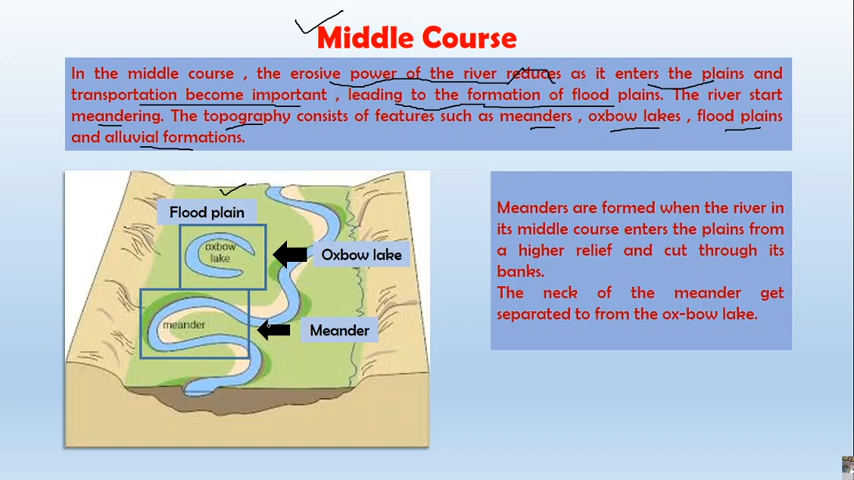 Middle Course
In the middle course , the erosive power of the river reduces as it enters the plains and
transportation become important , leading to the formation of flood plains. The river start
meandering. The topography consists of features such as meanders , oxbow lakes , flood plains
and alluvial formations.
Flood plain
oxbow
lake
Oxbow lake
meander
Meander
Meanders are formed when the river in
its middle course enters the plains from
a higher relief and cut through its
banks.
The neck of the meander get
separated to from the ox-bow lake.